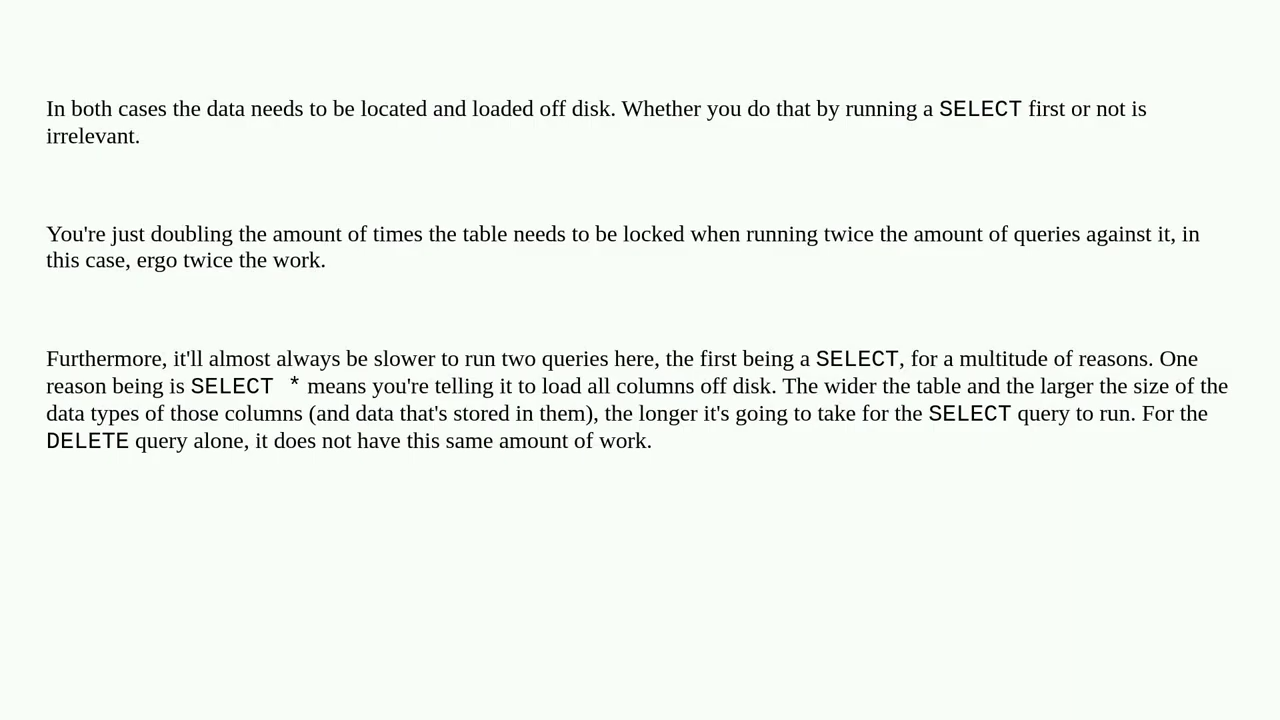 In both cases the data needs to be located and loaded off disk. Whether you do that by running a SELECT first or not is
irrelevant.
You're just doubling the amount of times the table needs to be locked when running twice the amount of queries against it, in
this case, ergo twice the work.
Furthermore, it'll almost always be slower to run two queries here, the first being a SELECT, for a multitude of reasons. One
reason being is SELECT * means you're telling it to load all columns off disk. The wider the table and the larger the size of the
data types of those columns (and data that's stored in them), the longer it's going to take for the SELECT query to run. For the
DELETE query alone, it does not have this same amount of work.